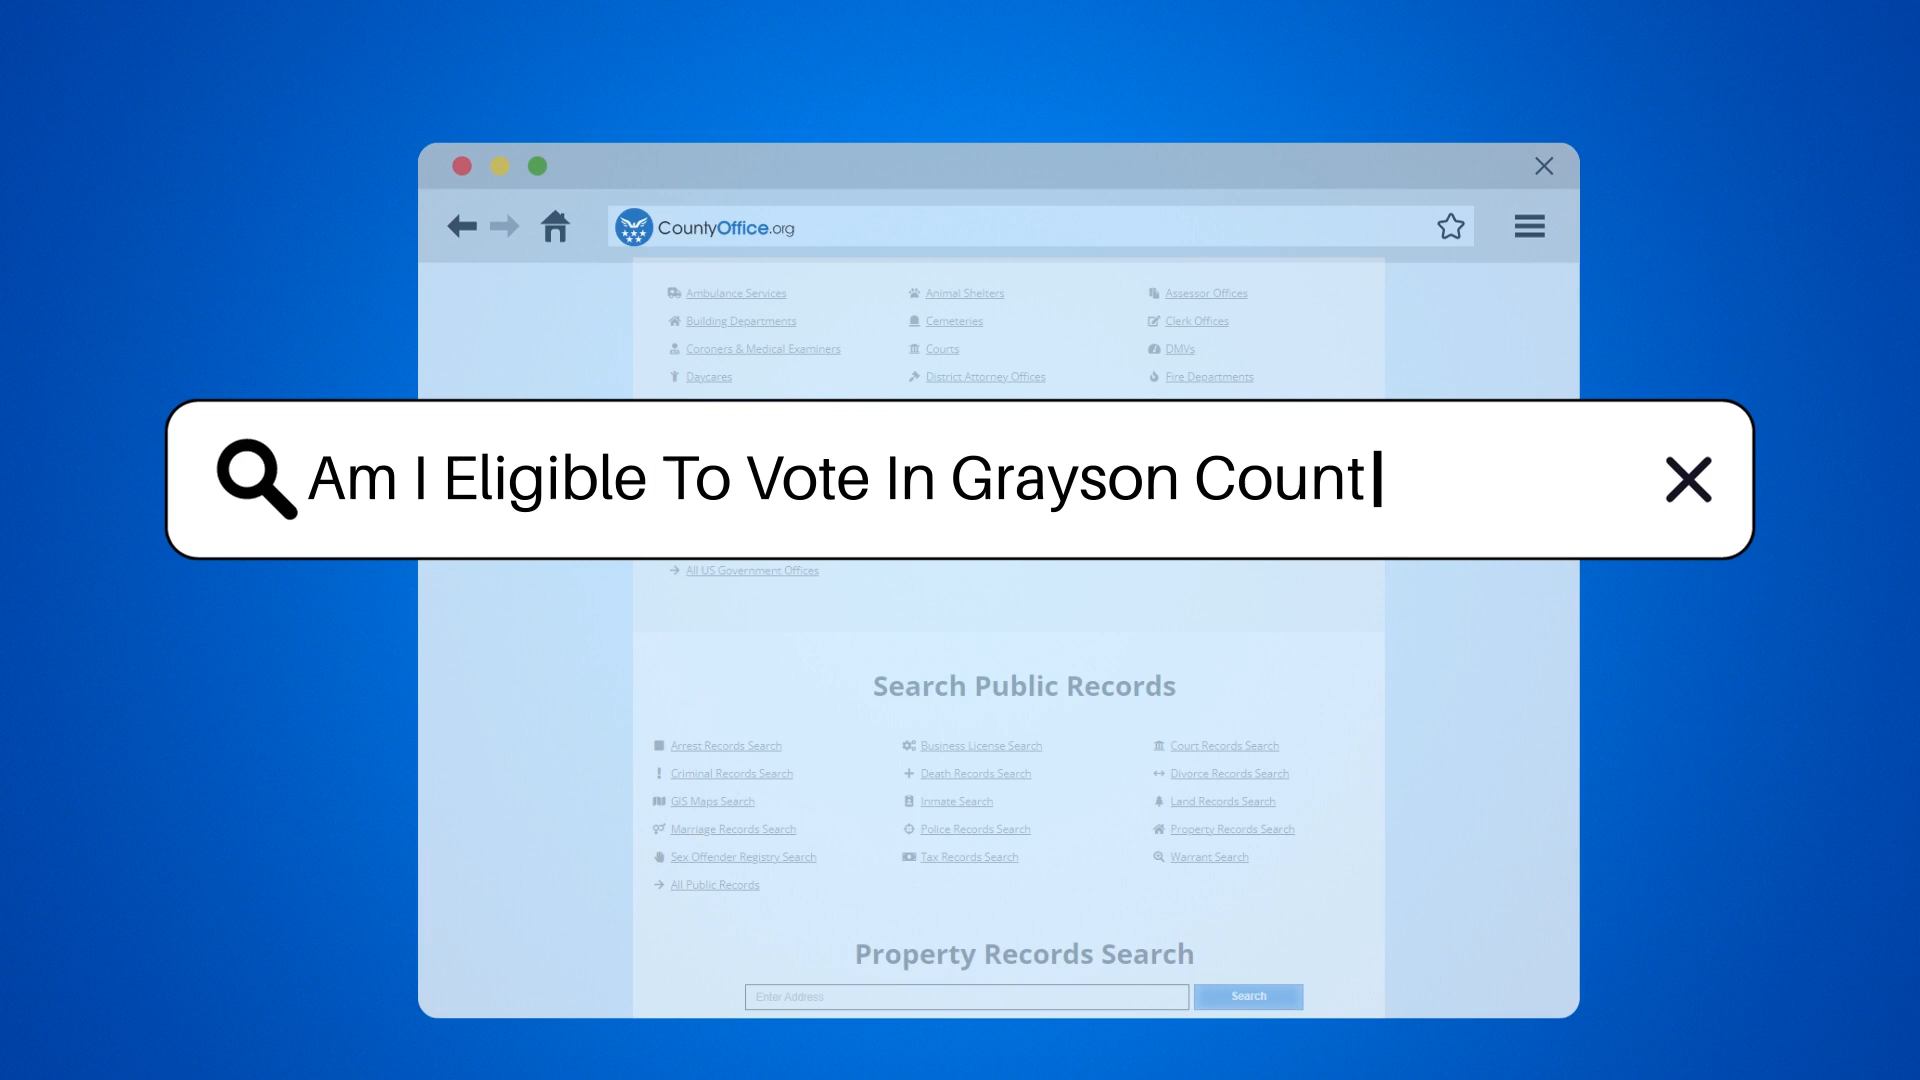 CountyOffice.org
Ambulance Services Animal Shelters Assessor Offices
Building Departments Cemeteries Clerk Offices
Coroners & Medical Examiners Courts DMVs
Daycares District Attorney Offices Fire Departments
Am I Eligible To Vote In Grayson Count
All US Government Offices
Search Public Records
Arrest Records Search Business License Search Court Records Search
Criminal Records Search Death Records Search Divorce Records Search
GIS Maps Search Inmate Search Land Records Search
Marriage Records Search Police Records Search Property Records Search
Sex Offender Registry Search Tax Records Search Warrant Search
All Public Records
Property Records Search
Enter Address Search